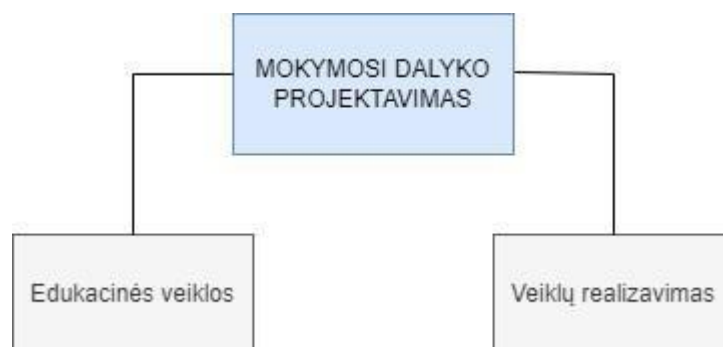 MOKYMOSI DALYKO
PROJEKTAVIMAS
Edukacinės veiklos
Veiklų realizavimas